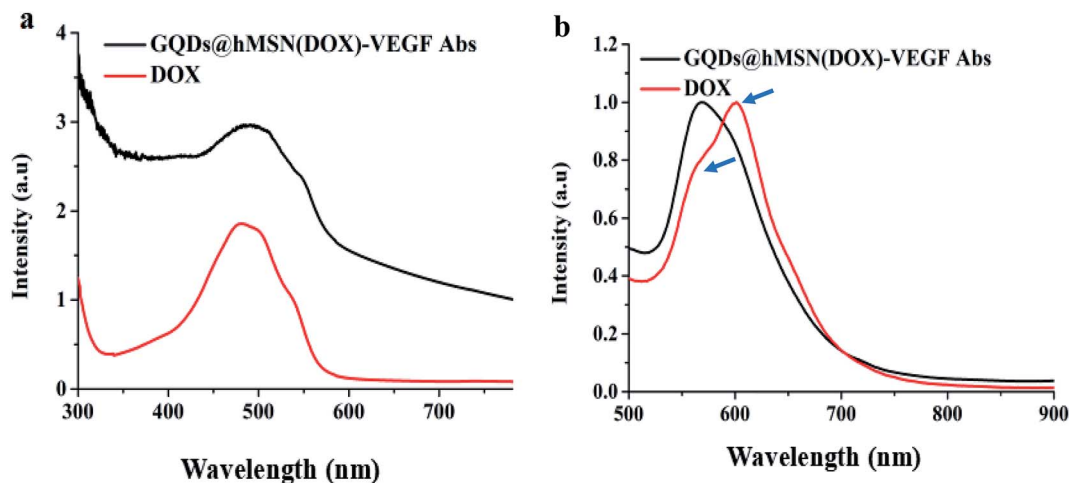 a
GQDs@hMSN(DOX)-VEGF Abs
DOX
Intensity (a.u)
4
3
2
1
0
300
400
500
600
700
Wavelength (nm)
b
GQDs@hMSN(DOX)-VEGF Abs
DOX
Intensity (a.u)
1.2
1.0
0.8
0.6
0.4
0.2
0.0
500
600
700
800
900
Wavelength (nm)